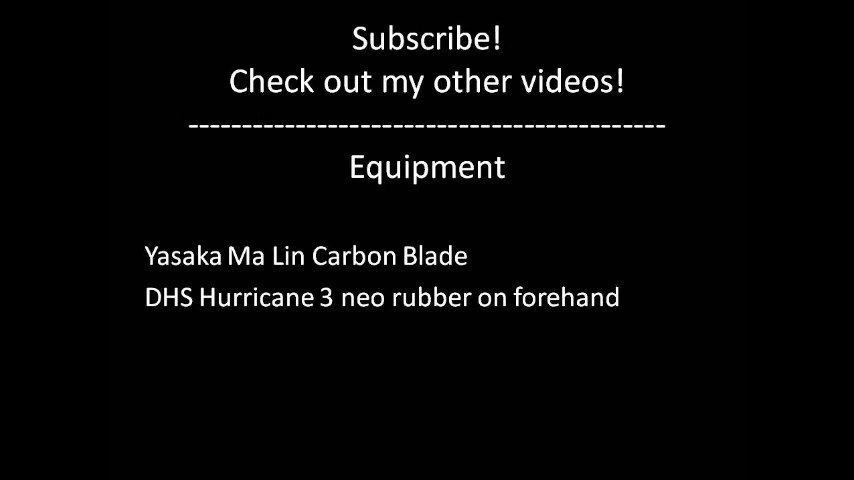 Subscribe!
Check out my other videos!
--------------------------------------------
Equipment
Yasaka Ma Lin Carbon Blade
DHS Hurricane 3 neo rubber on forehand